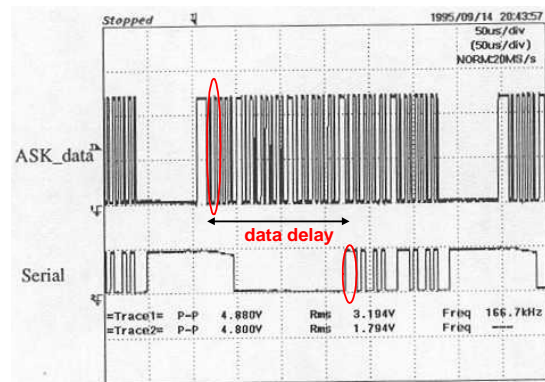 Stopped 1995/09/14 20:43:57
50us/div
(50us/div)
NORM:20MS/s
ASK_data
data delay
Serial
=Trace1= P-P 4.880V Rms 3.194V Freq 166.7kHz
=Trace2= P-P 4.800V Rms 1.794V Freq ---